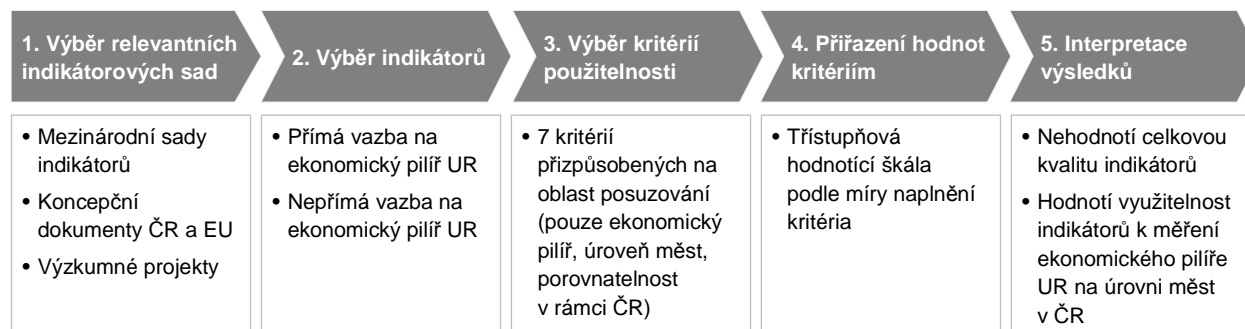 1. Výběr relevantních
indikátorových sad
2. Výběr indikátorů
3. Výběr kritérií
použitelnosti
4. Přiřazení hodnot
kritériím
5. Interpretace
výsledků
• Mezinárodní sady
indikátorů
• Koncepční
dokumenty ČR a EU
• Výzkumné projekty
• Přímá vazba na
ekonomický pilíř UR
• Nepřímá vazba na
ekonomický pilíř UR
• 7 kritérií
přizpůsobených na
oblast posuzování
(pouze ekonomický
pilíř, úroveň měst,
porovnatelnost
v rámci ČR)
• Třístupňová
hodnotící škála
podle míry naplnění
kritéria
• Nehodnotí celkovou
kvalitu indikátorů
• Hodnotí využitelnost
indikátorů k měření
ekonomického pilíře
UR na úrovni měst
v ČR